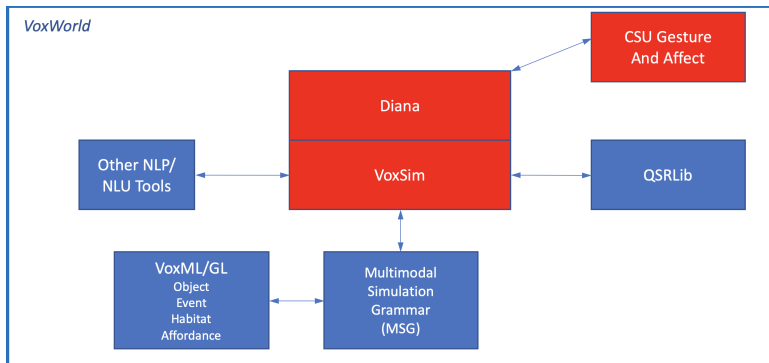 VoxWorld
CSU Gesture
And Affect
Diana
Other NLP/
NLU Tools
VoxSim
QSRLib
VoxML/GL
Object
Event
Habitat
Affordance
Multimodal
Simulation
Grammar
(MSG)